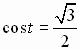 cos t = √3/2